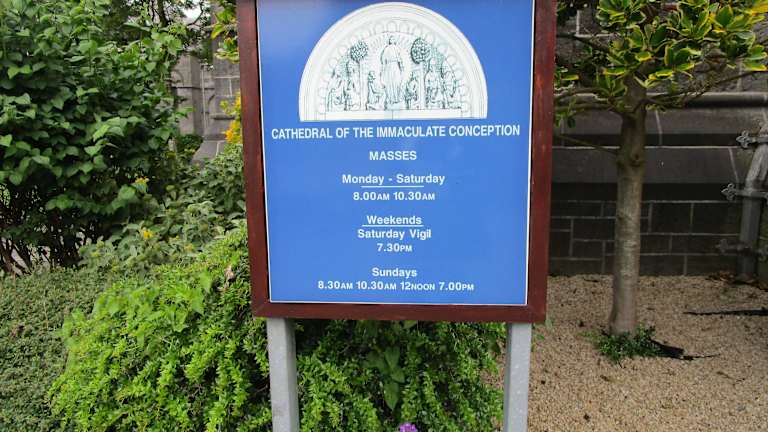 CATHEDRAL OF THE IMMACULATE CONCEPTION
MASSES
Monday - Saturday
8.00AM 10.30AM
Weekends
Saturday Vigil
7.30PM
Sundays
8.30AM 10.30AM 12NOON 7.00PM